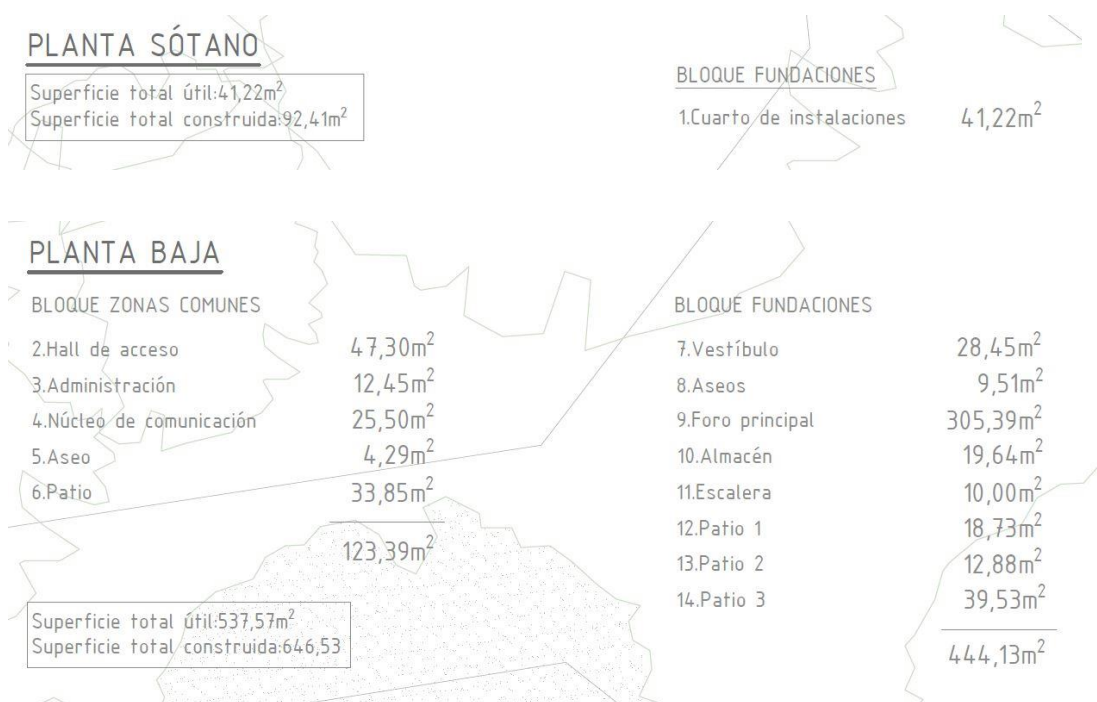 PLANTA SÓTANO
Superficie total útil:41,22m²
Superficie total construida:92,41m²
BLOQUE FUNDACIONES
1.Cuarto de instalaciones 41,22m²
PLANTA BAJA
BLOQUE ZONAS COMUNES
2.Hall de acceso 47,30m²
3.Administración 12,45m²
4.Núcleo de comunicación 25,50m²
5.Aseo 4,29m²
6.Patio 33,85m²
123,39m²
Superficie total útil:537,57m²
Superficie total construida:646,53
BLOQUE FUNDACIONES
7.Vestíbulo 28,45m²
8.Aseos 9,51m²
9.Foro principal 305,39m²
10.Almacén 19,64m²
11.Escalera 10,00m²
12.Patio 1 18,73m²
13.Patio 2 12,88m²
14.Patio 3 39,53m²
444,13m²